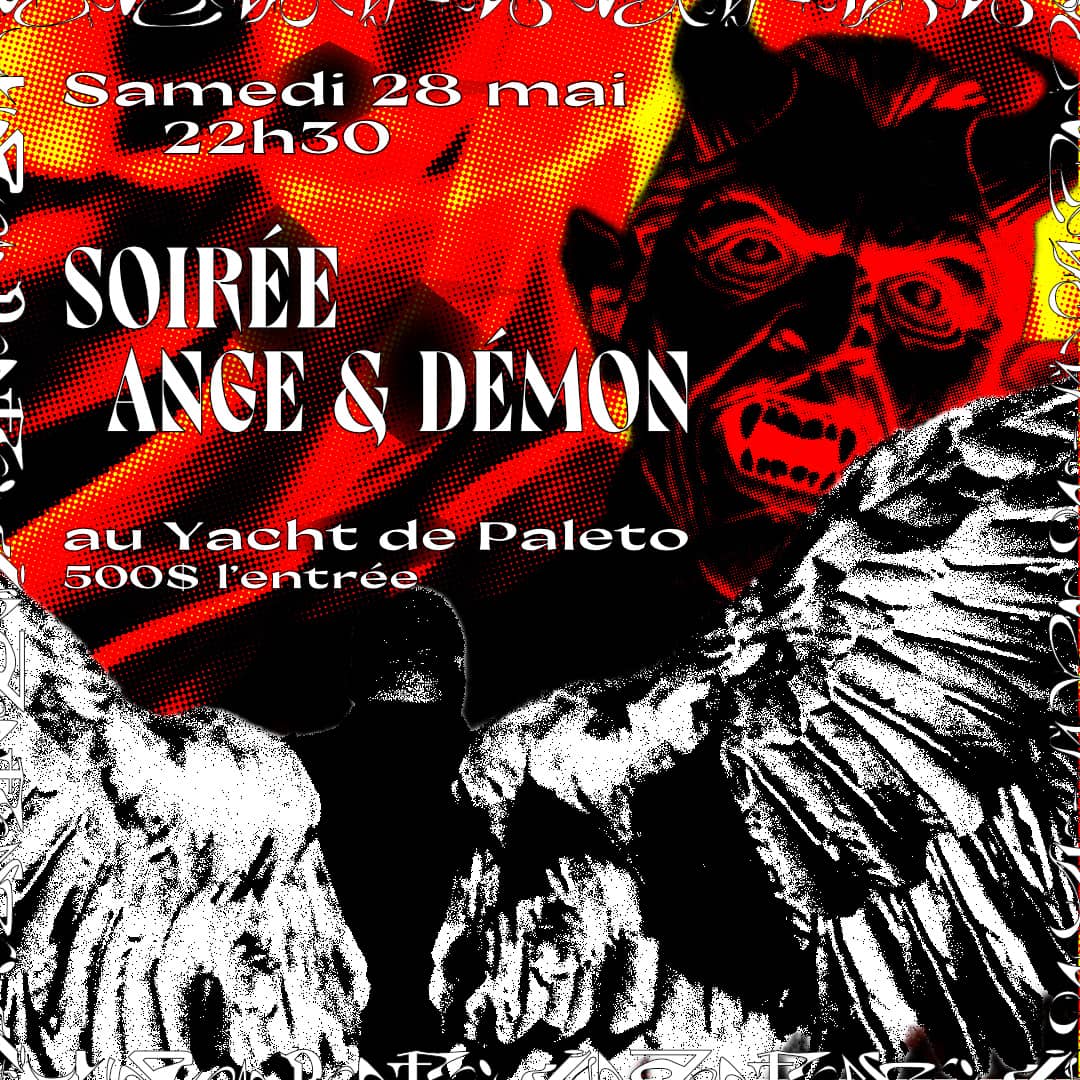 Samedi 28 mai
22h30
SOIRÉE
ANGE & DÉMON
au Yacht de Paleto
500$ l'entrée